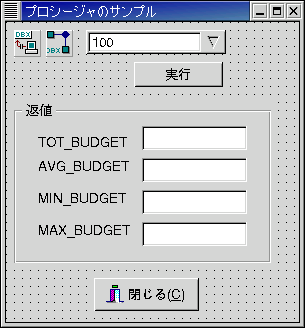 プロシージャのサンプル
DBX DBX
100
実行
返値
TOT_BUDGET
AVG_BUDGET
MIN_BUDGET
MAX_BUDGET
閉じる(C)